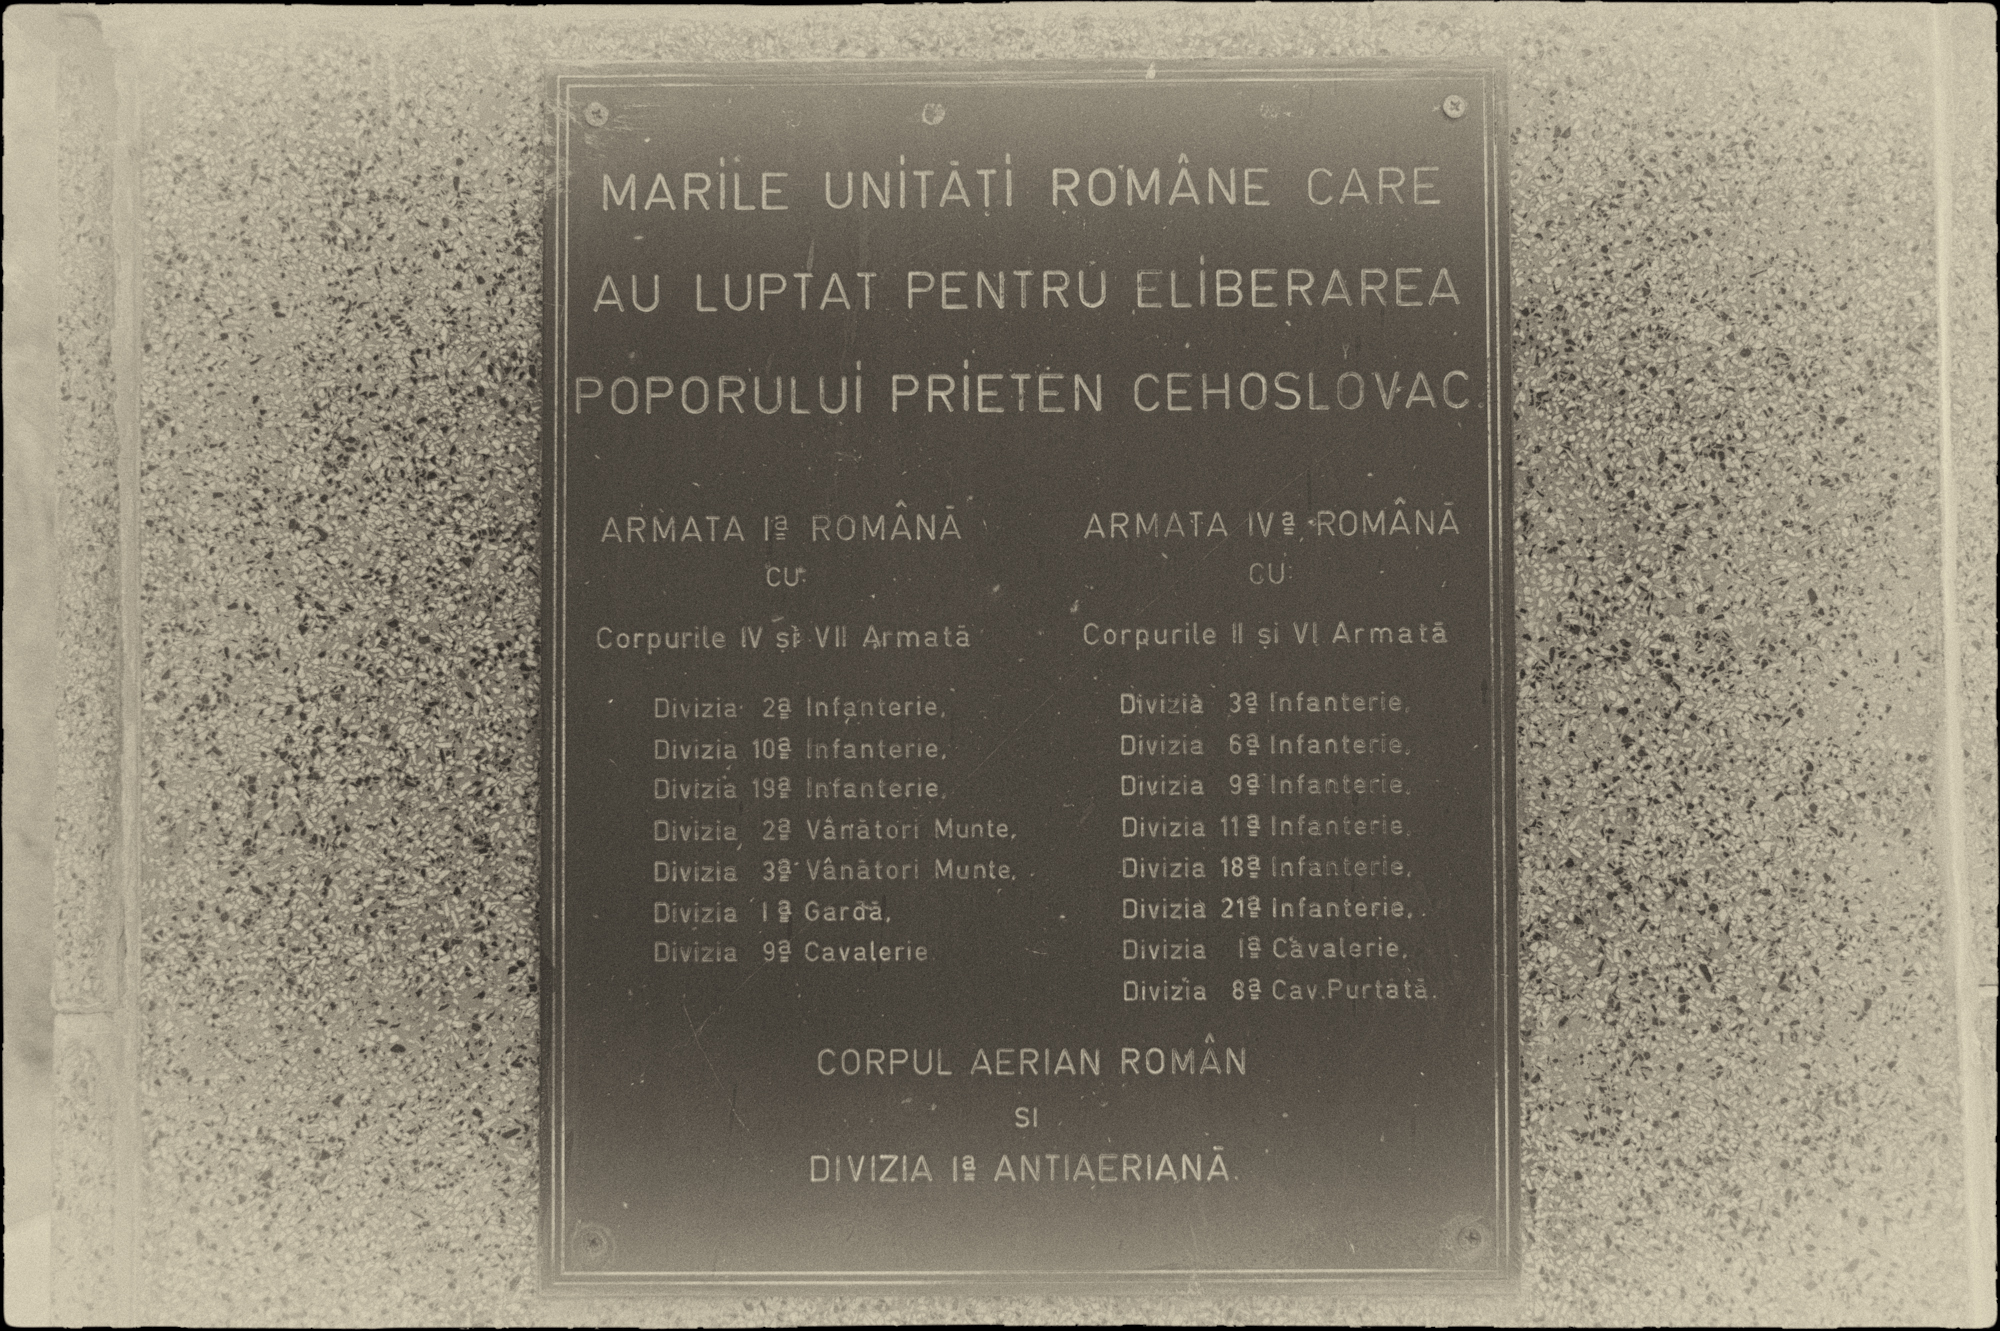 MARILE UNITĂȚI ROMÂNE CARE
AU LUPTAT PENTRU ELIBERAREA
POPORULUI PRIETEN CEHOSLOVAC.
ARMATA Iª ROMÂNĂ
CU:
Corpurile IV și VII Armată
Divizia 2ª Infanterie,
Divizia 10ª Infanterie,
Divizia 19ª Infanterie,
Divizia 2ª Vânători Munte,
Divizia 3ª Vânători Munte,
Divizia 1ª Gardă,
Divizia 9ª Cavalerie
ARMATA IVª ROMÂNĂ
CU:
Corpurile II și VI Armată
Divizia 3ª Infanterie,
Divizia 6ª Infanterie,
Divizia 9ª Infanterie,
Divizia 11ª Infanterie,
Divizia 18ª Infanterie,
Divizia 21ª Infanterie,
Divizia 1ª Cavalerie,
Divizia 8ª Cav.Purtată.
CORPUL AERIAN ROMÂN
SI
DIVIZIA Iª ANTIAERIANĂ.